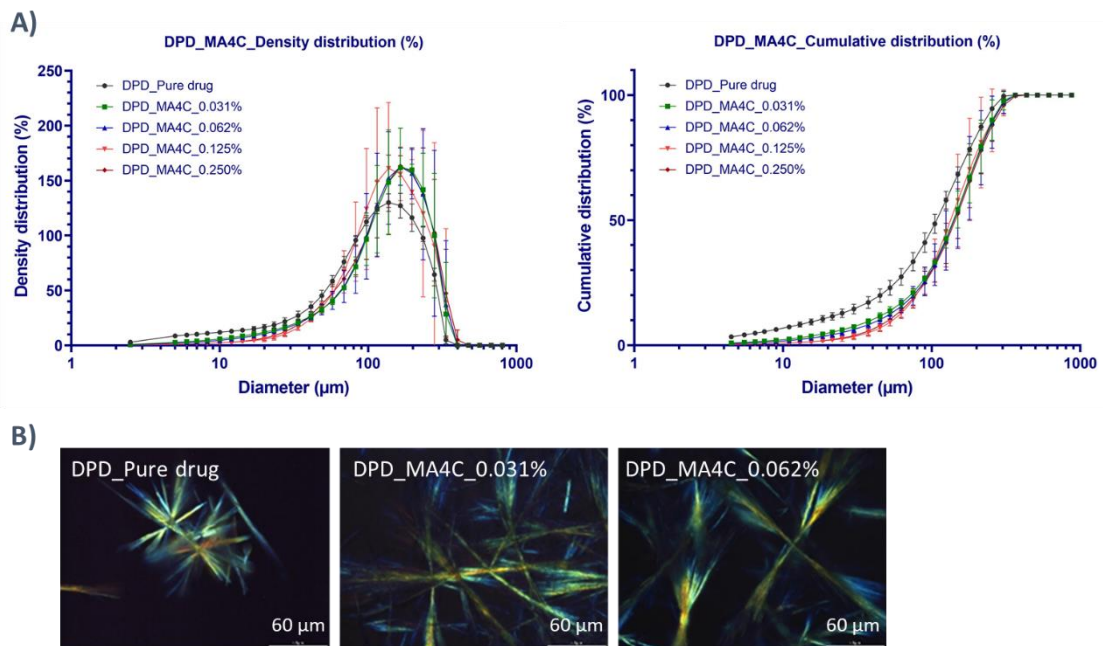 A)
DPD_MA4C_Density distribution (%)
250
200
150
100
50
0
1
10
100
1000
Density distribution (%)
Diameter (µm)
DPD_Pure drug
DPD_MA4C_0.031%
DPD_MA4C_0.062%
DPD_MA4C_0.125%
DPD_MA4C_0.250%
DPD_MA4C_Cumulative distribution (%)
100
50
0
1
10
100
1000
Cumulative distribution (%)
Diameter (µm)
DPD_Pure drug
DPD_MA4C_0.031%
DPD_MA4C_0.062%
DPD_MA4C_0.125%
DPD_MA4C_0.250%
B)
DPD_Pure drug
60 µm
DPD_MA4C_0.031%
60 µm
DPD_MA4C_0.062%
60 µm